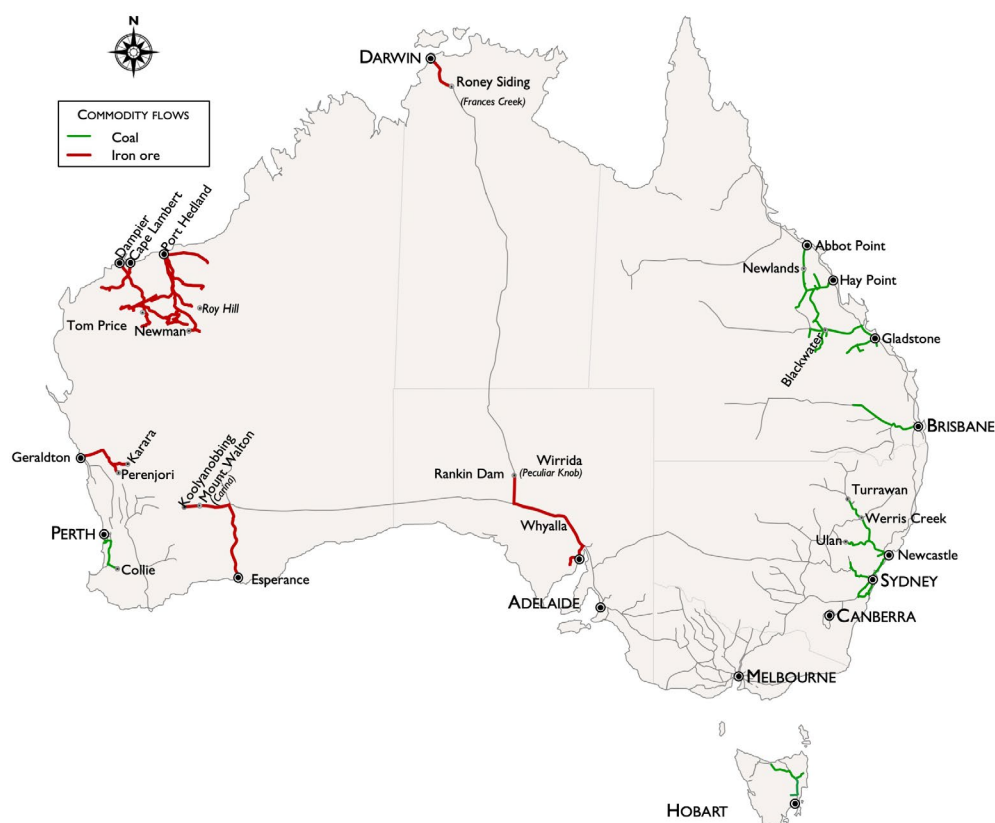 N
DARWIN
Roney Siding
(Frances Creek)
COMMODITY FLOWS
Coal
Iron ore
Dampier
Cape Lambert
Port Hedland
Abbot Point
Newlands
Hay Point
Roy Hill
Tom Price
Newman
Blackwater
Gladstone
BRISBANE
Geraldton
Karara
Perenjori
Koolyanobbing
Mount Walton
(Carina)
Wirrida
Rankin Dam
(Peculiar Knob)
Turrawan
Werris Creek
Whyalla
PERTH
Ulan
Newcastle
Collie
Esperance
SYDNEY
ADELAIDE
CANBERRA
MELBOURNE
HOBART